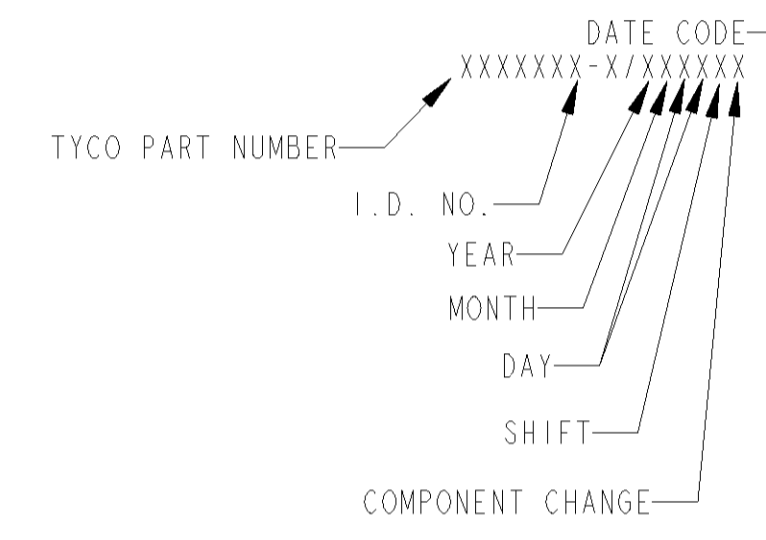 DATE CODE
XXXXXXX-X/XXXXXX
TYCO PART NUMBER
I.D. NO.
YEAR
MONTH
DAY
SHIFT
COMPONENT CHANGE